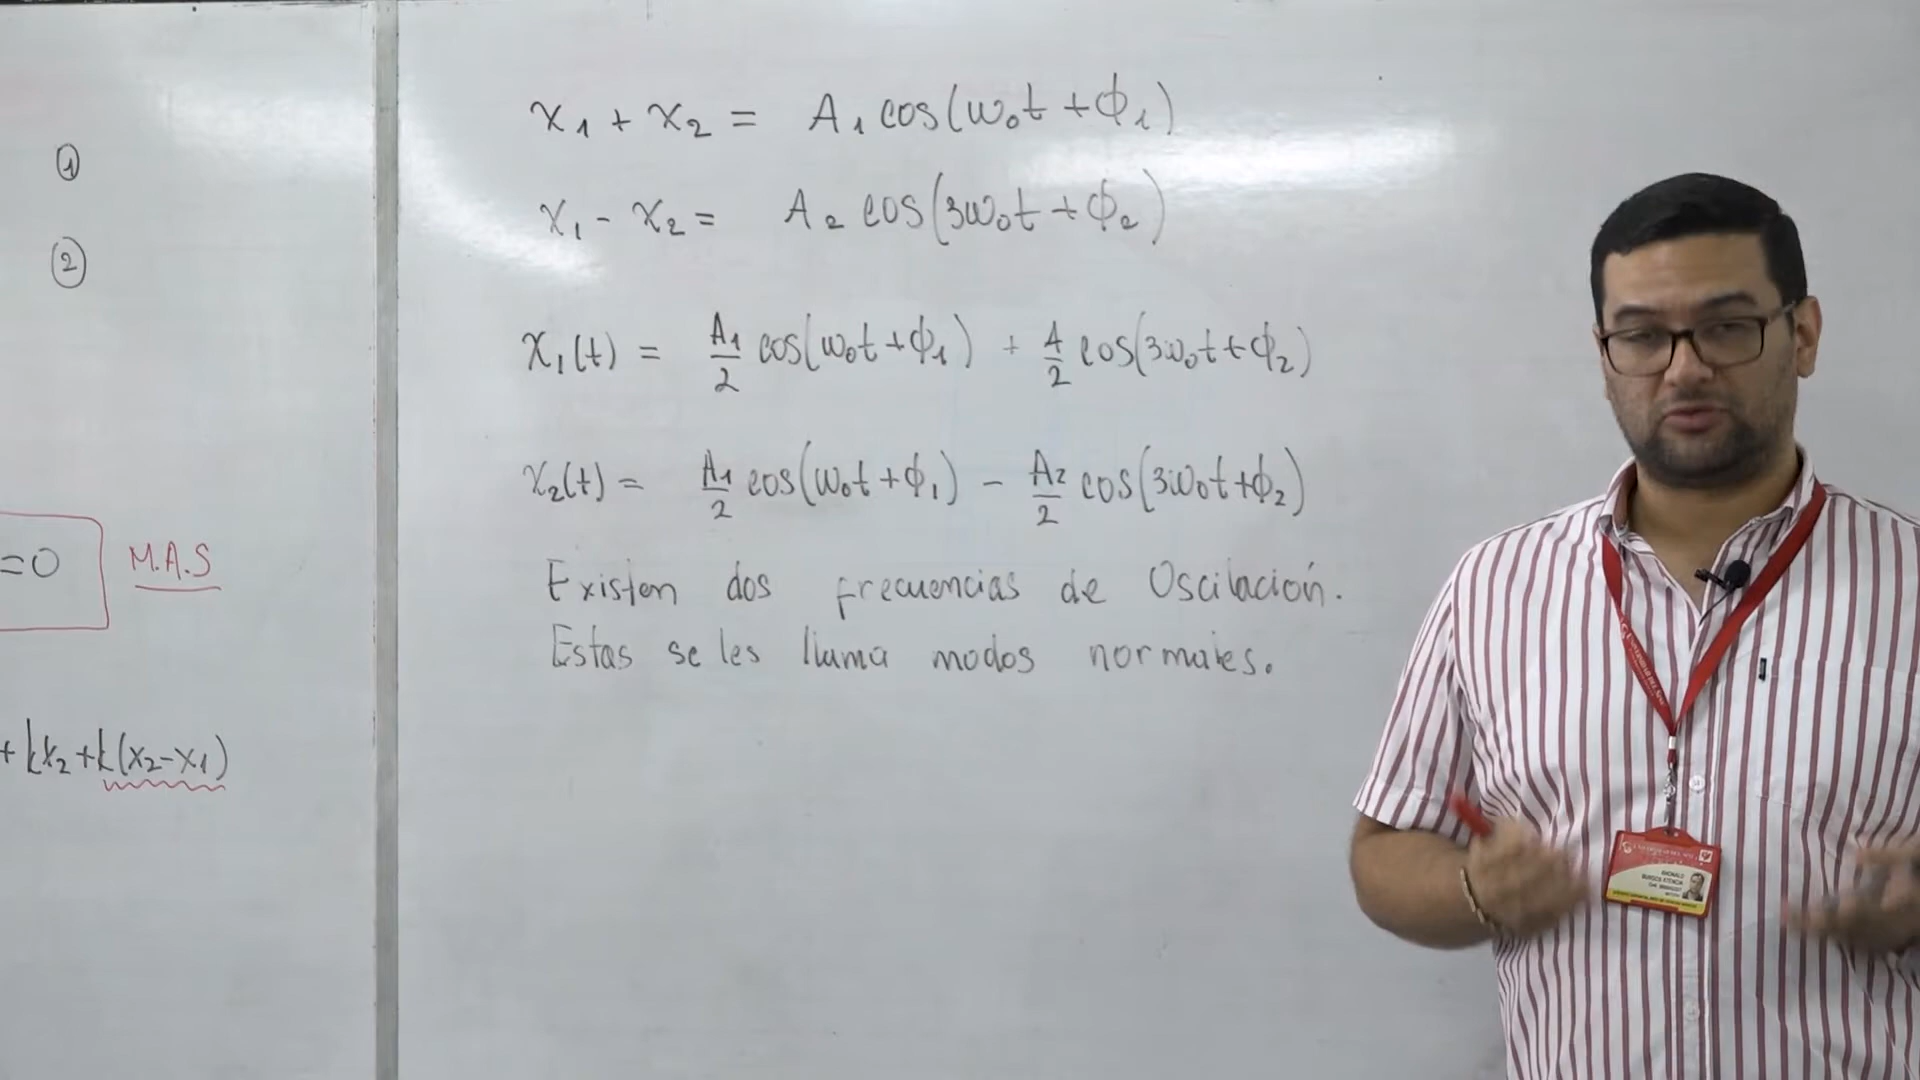 ①
②
=0
M.A.S
+ kx₂ + k(x₂-x₁)
x₁ + x₂ = A₁ cos(ω₀t + ϕ₁)
x₁ - x₂ = A₂ cos(3ω₀t + ϕ₂)
x₁(t) = A₁/2 cos(ω₀t + ϕ₁) + A/2 cos(3ω₀t + ϕ₂)
x₂(t) = A₁/2 cos(ω₀t + ϕ₁) - A₂/2 cos(3ω₀t + ϕ₂)
Existen dos frecuencias de Oscilación.
Estas se les llama modos normales.